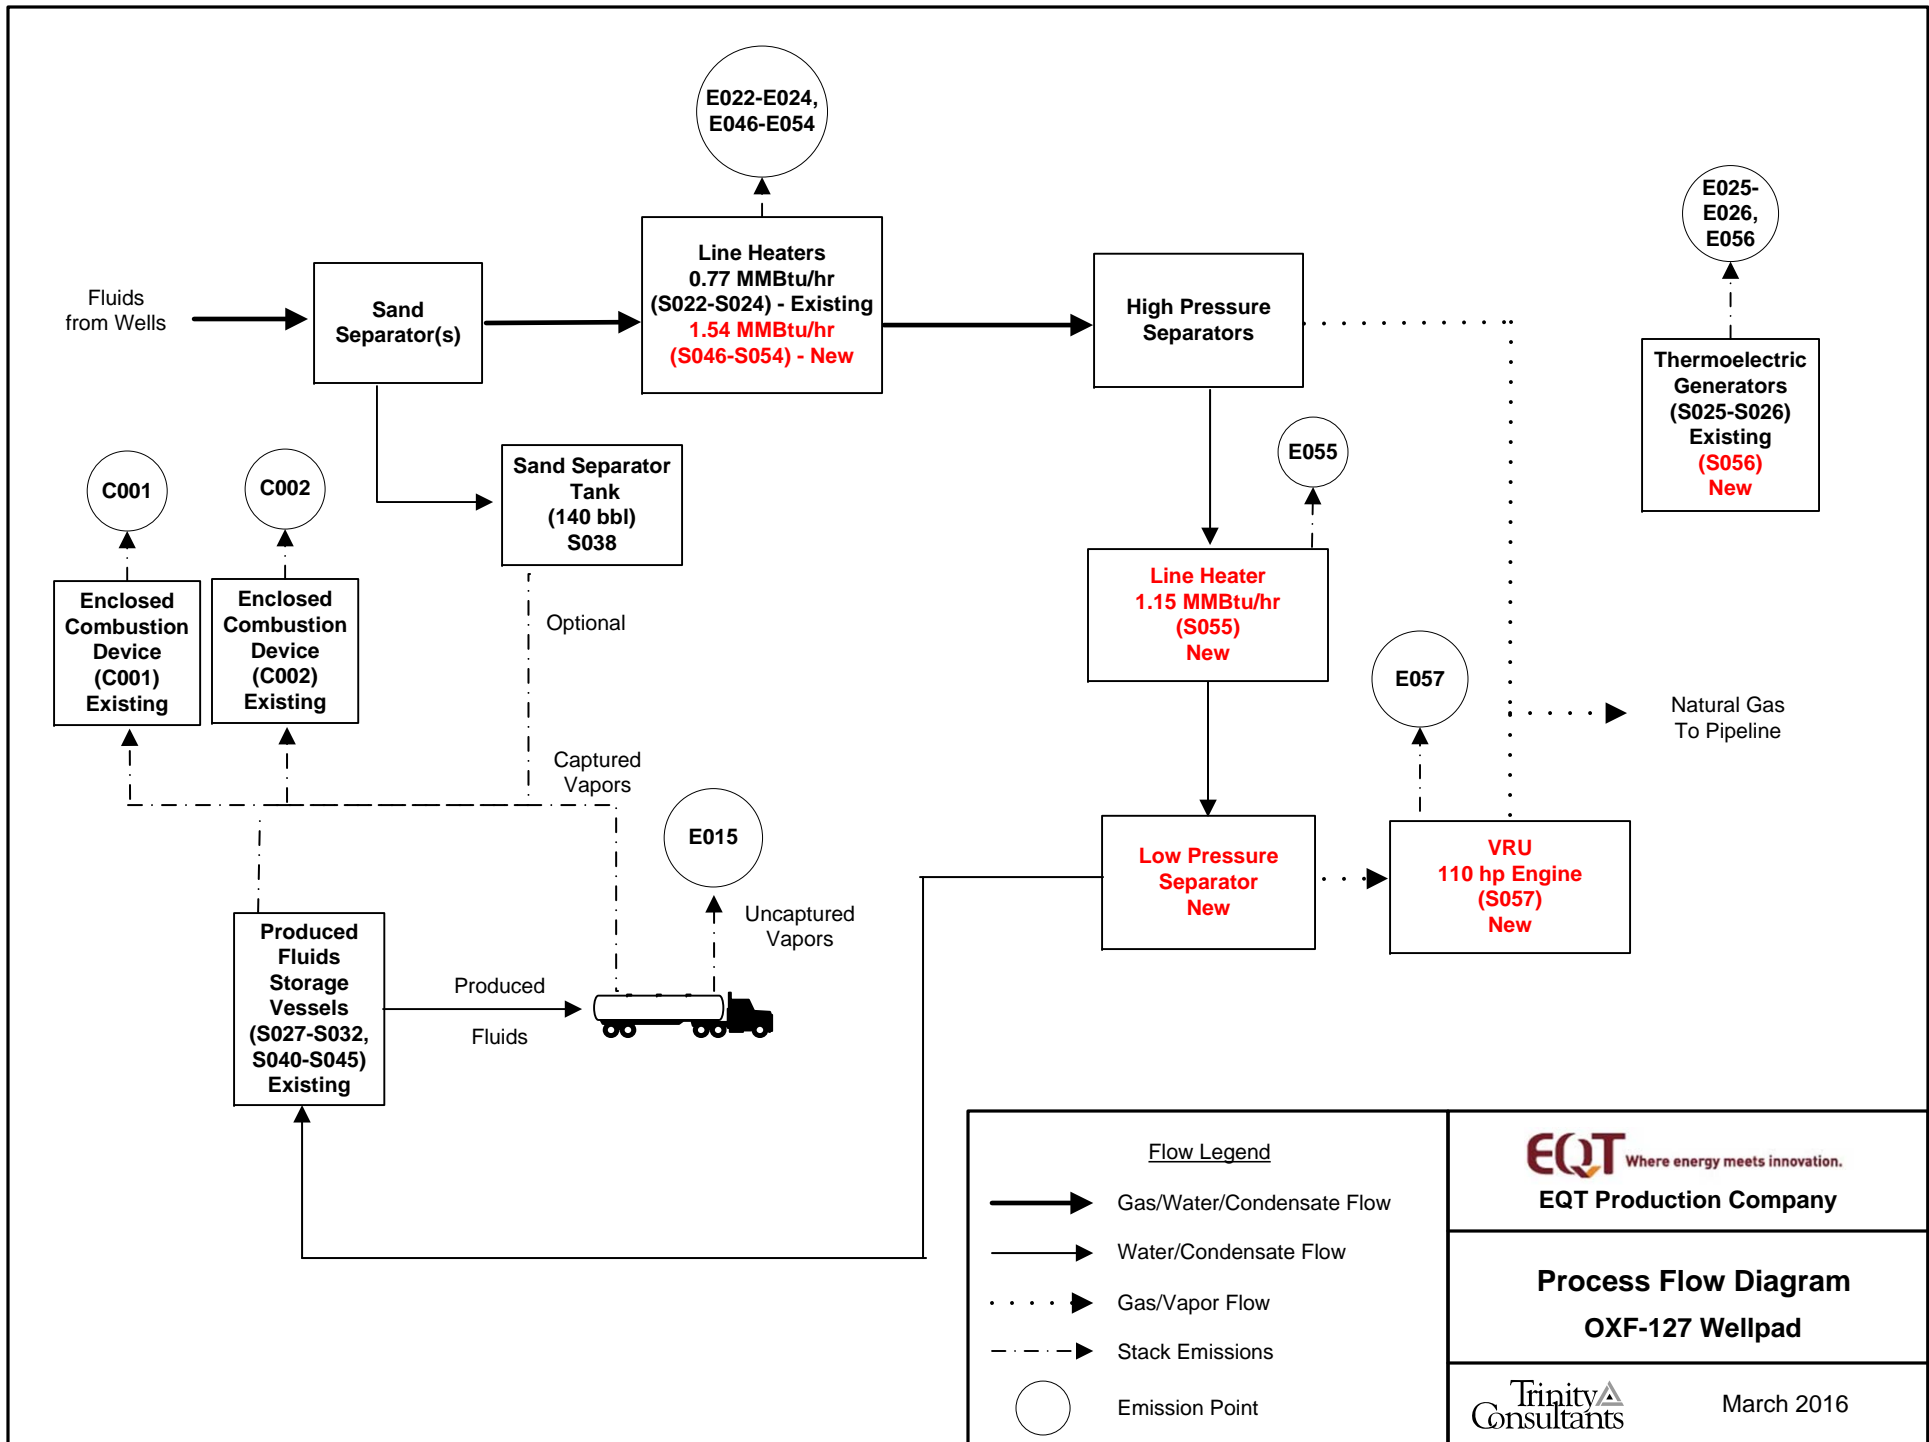 E022-E024,
E046-E054
E025-
E026,
E056
Fluids
from Wells
Sand
Separator(s)
Line Heaters
0.77 MMBtu/hr
(S022-S024) - Existing
1.54 MMBtu/hr
(S046-S054) - New
High Pressure
Separators
Thermoelectric
Generators
(S025-S026)
Existing
(S056)
New
C001
C002
Sand Separator
Tank
(140 bbl)
S038
E055
Enclosed
Combustion
Device
(C001)
Existing
Enclosed
Combustion
Device
(C002)
Existing
Optional
Line Heater
1.15 MMBtu/hr
(S055)
New
E057
Natural Gas
To Pipeline
Captured
Vapors
E015
Uncaptured
Vapors
Low Pressure
Separator
New
VRU
110 hp Engine
(S057)
New
Produced
Fluids
Storage
Vessels
(S027-S032,
S040-S045)
Existing
Produced
Fluids
Flow Legend
Gas/Water/Condensate Flow
Water/Condensate Flow
Gas/Vapor Flow
Stack Emissions
Emission Point
EQT Where energy meets innovation.
EQT Production Company
Process Flow Diagram
OXF-127 Wellpad
Trinity
Consultants
March 2016